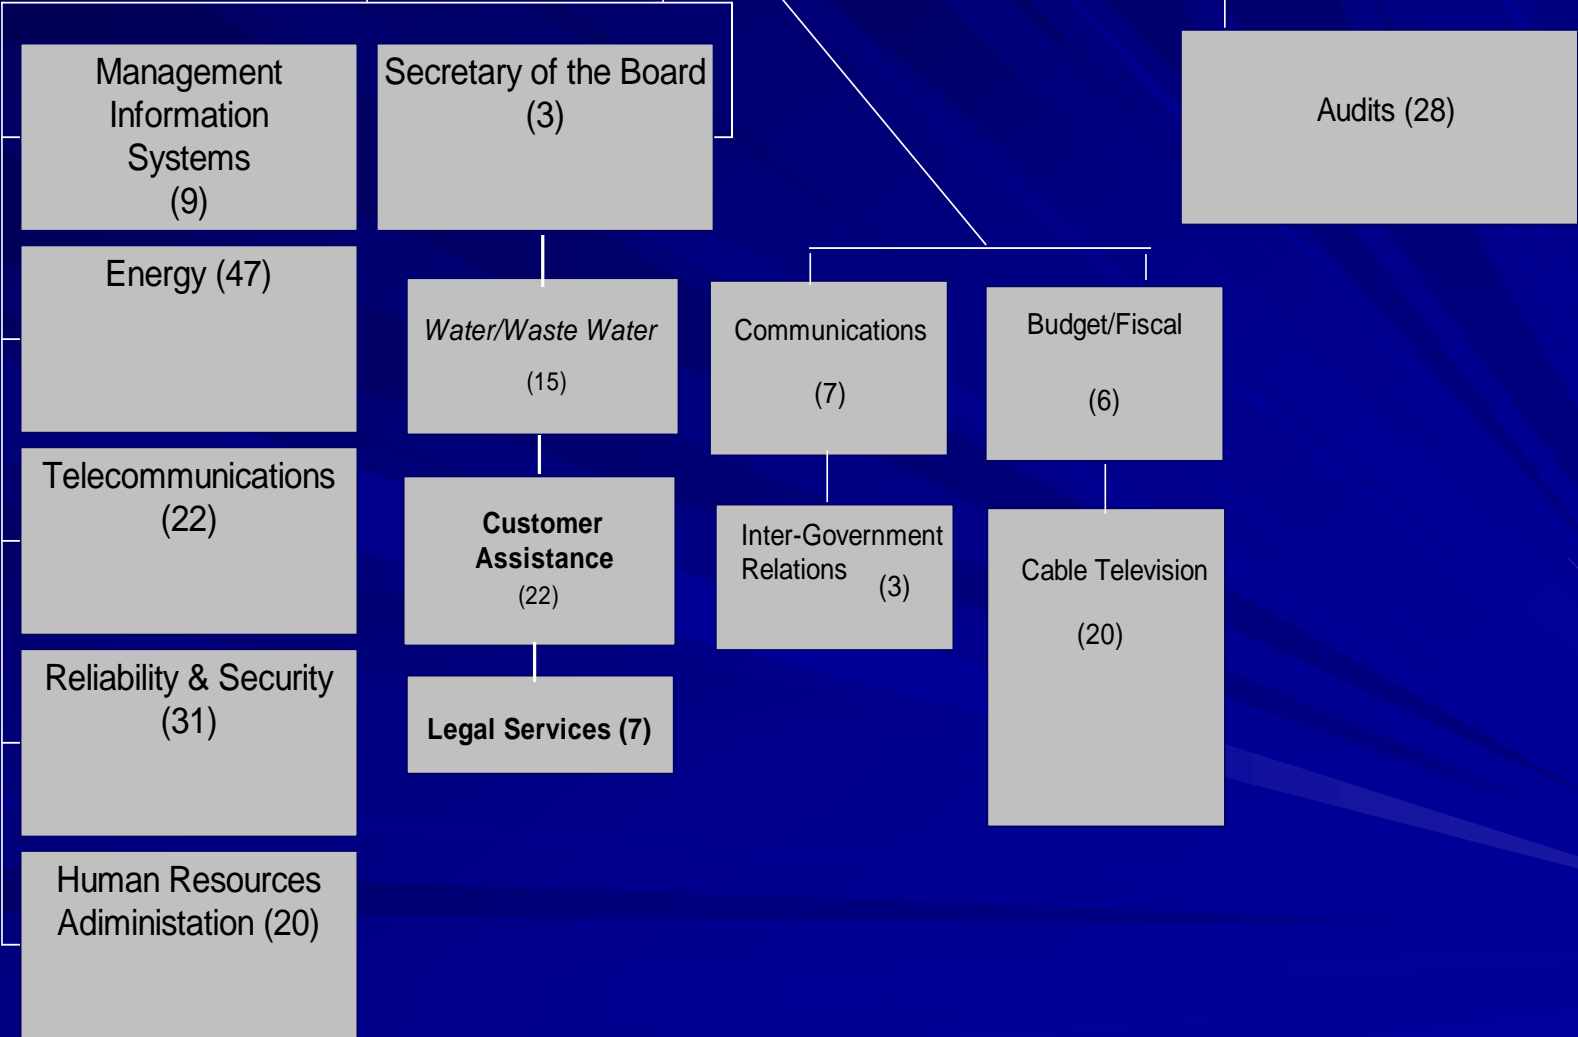 Management
Information
Systems
(9)
Secretary of the Board
(3)
Audits (28)
Energy (47)
Water/Waste Water
(15)
Communications
(7)
Budget/Fiscal
(6)
Telecommunications
(22)
Customer
Assistance
(22)
Inter-Government
Relations (3)
Cable Television
(20)
Reliability & Security
(31)
Legal Services (7)
Human Resources
Adiministation (20)